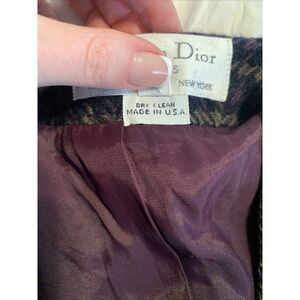 Dior
S
NEW YORK
DRY CLEAN
MADE IN U.S.A.